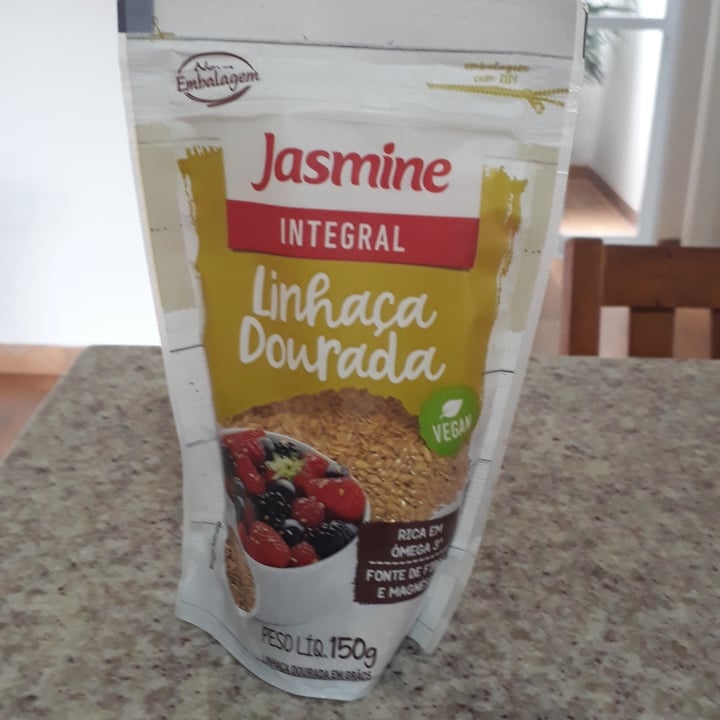 Nova
Embalagem
embalagem
com ZIP!
Jasmine
INTEGRAL
Linhaça
Dourada
VEGAN
RICA EM
ÔMEGA 3*
FONTE DE
E MAGNÉ
PESO LÍQ. 150g
LINHAÇA DOURADA EM GRÃOS